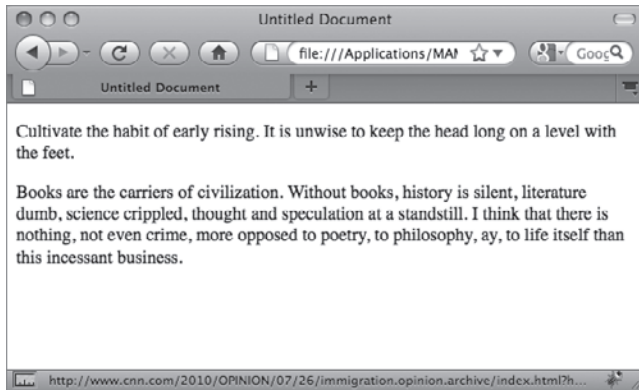 Untitled Document
file:///Applications/MAM
Goog
Untitled Document
Cultivate the habit of early rising. It is unwise to keep the head long on a level with
the feet.
Books are the carriers of civilization. Without books, history is silent, literature
dumb, science crippled, thought and speculation at a standstill. I think that there is
nothing, not even crime, more opposed to poetry, to philosophy, ay, to life itself than
this incessant business.
http://www.cnn.com/2010/OPINION/07/26/immigration.opinion.archive/index.html?h...